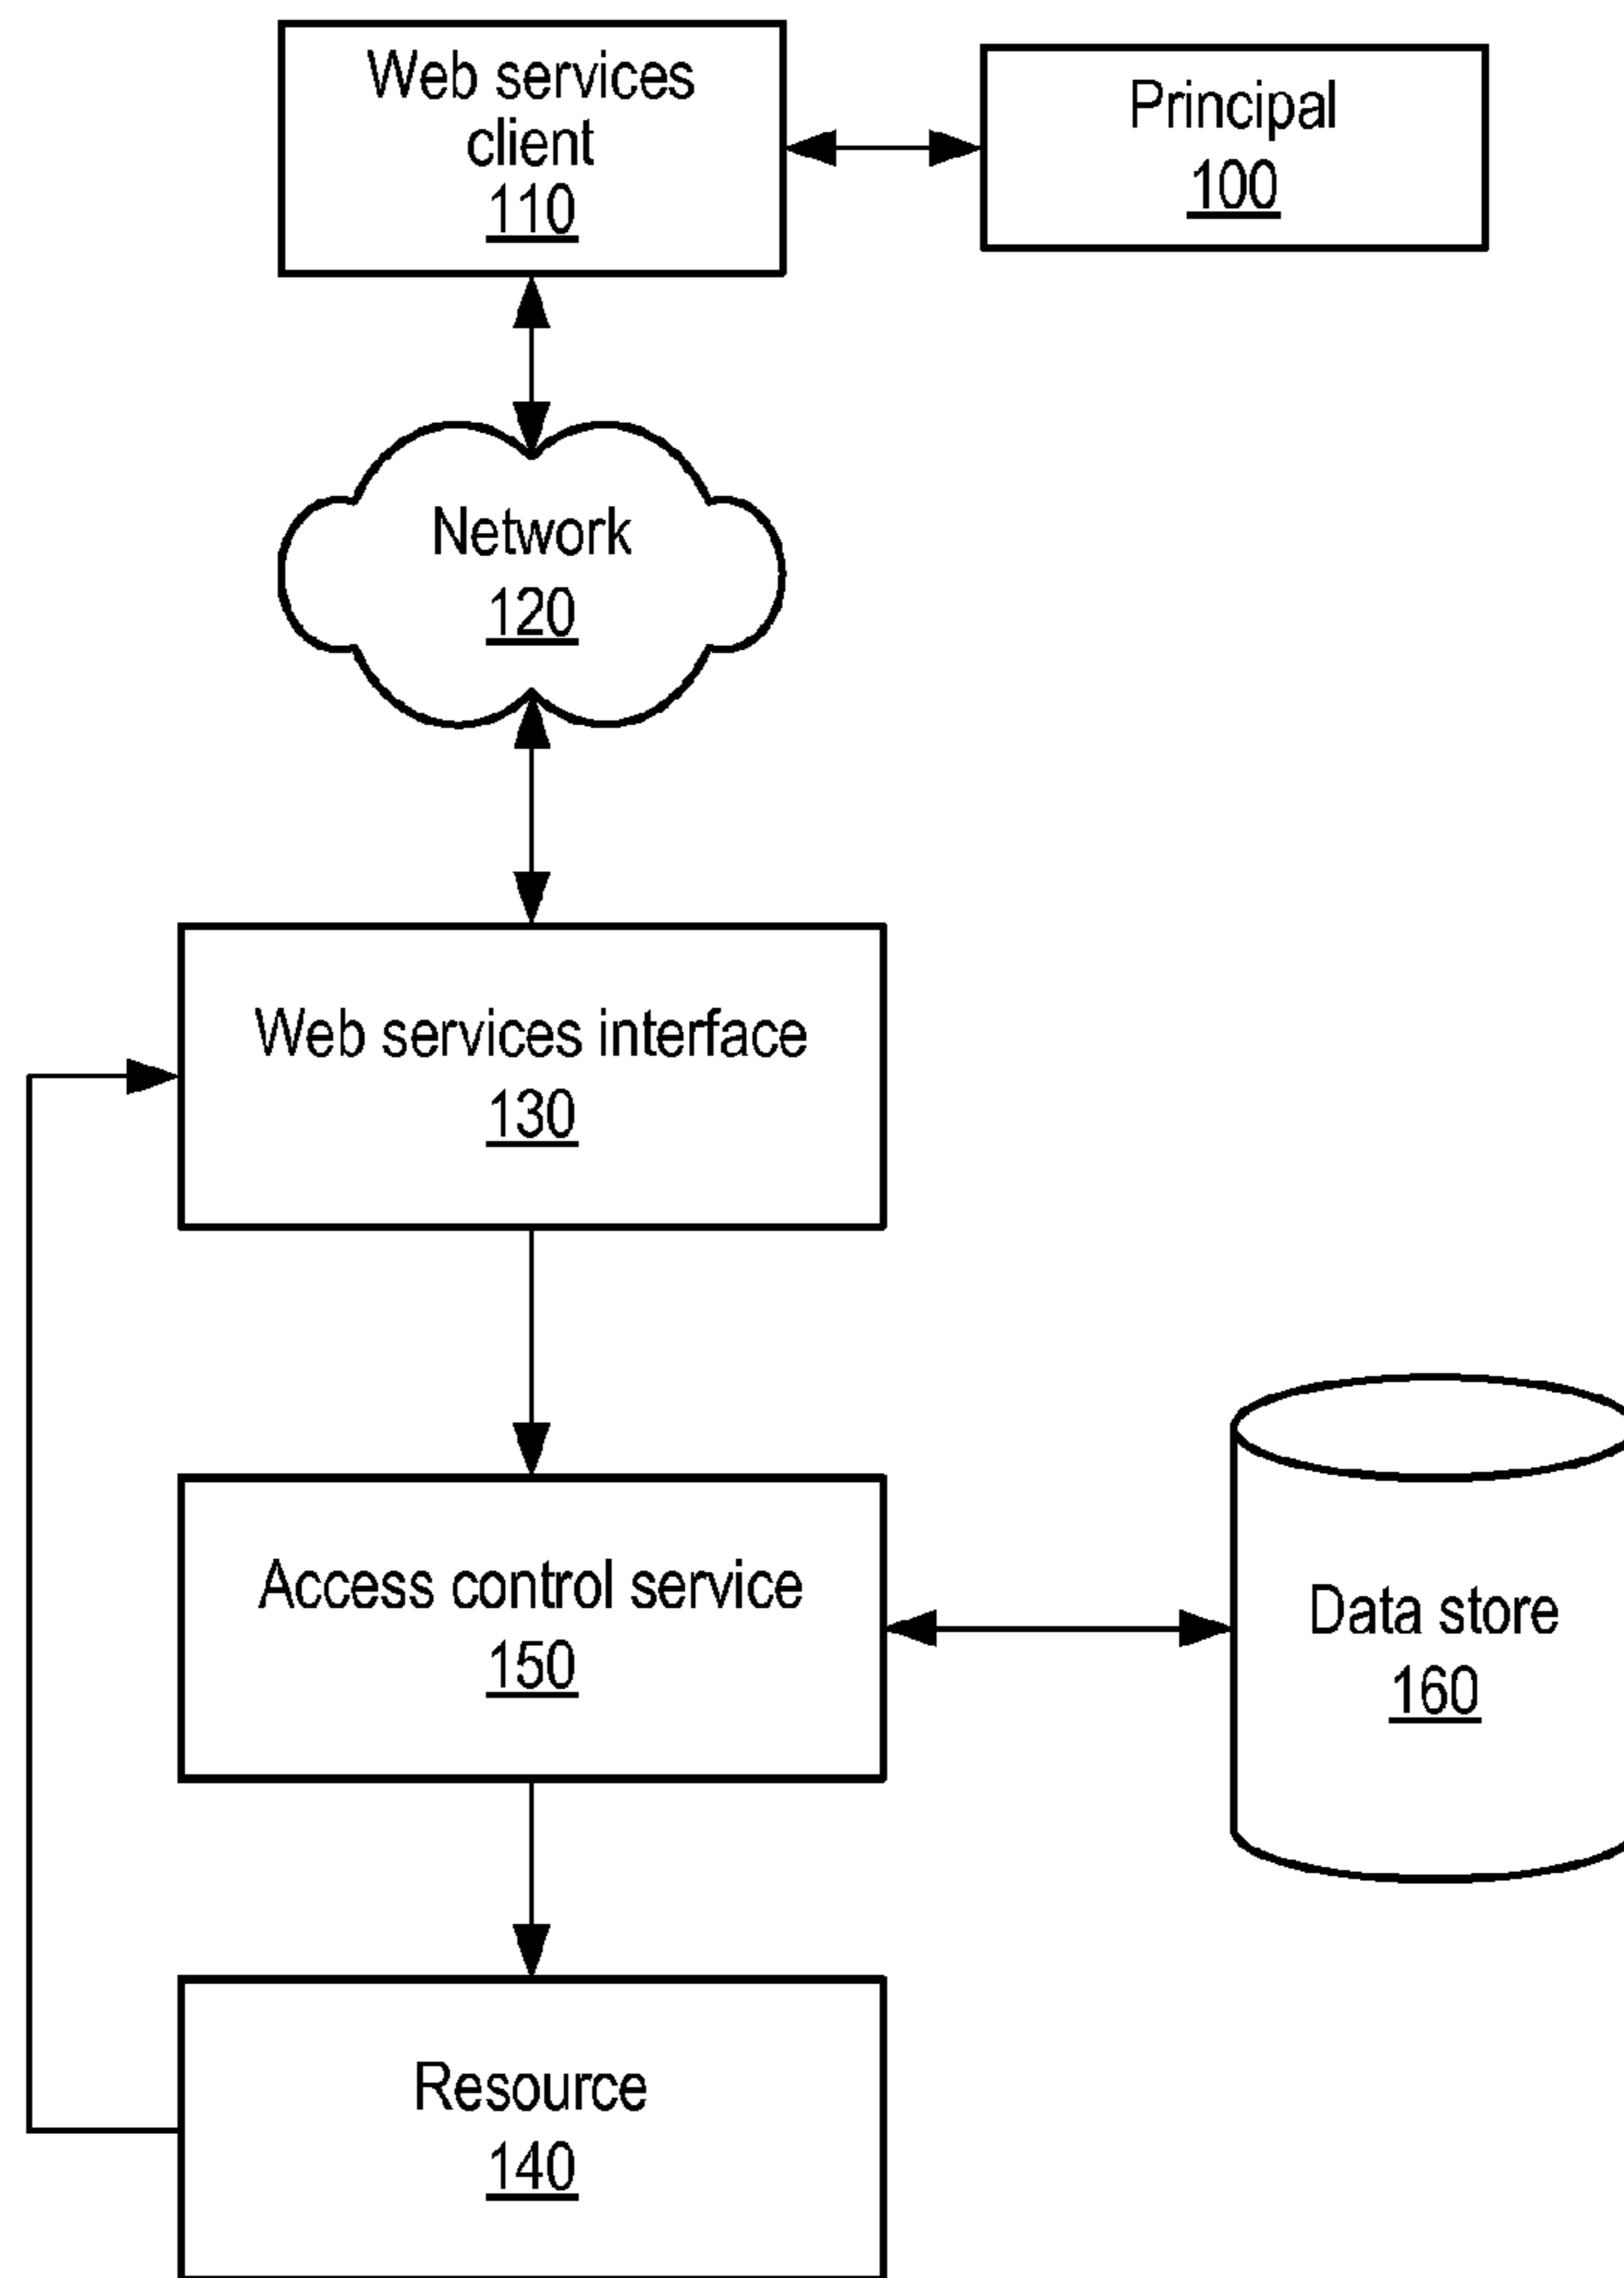 Web services
client
110
Principal
100
Network
120
Web services interface
130
Access control service
150
Data store
160
Resource
140